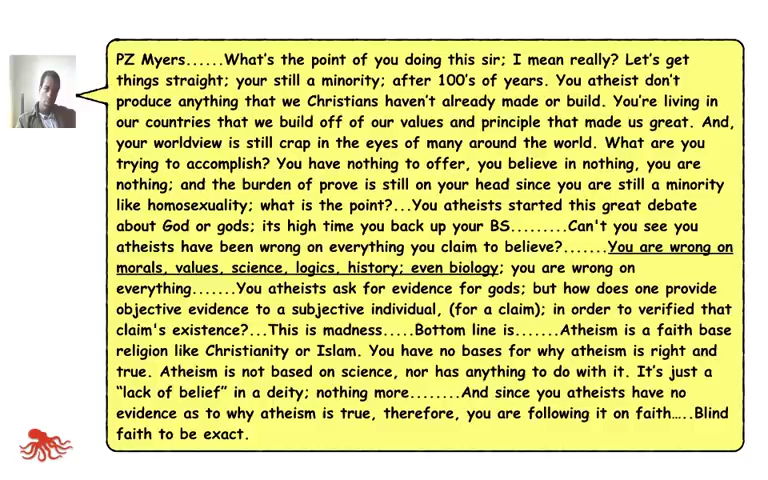 PZ Myers......What's the point of you doing this sir; I mean really? Let's get
things straight; your still a minority; after 100's of years. You atheist don't
produce anything that we Christians haven't already made or build. You're living in
our countries that we build off of our values and principle that made us great. And,
your worldview is still crap in the eyes of many around the world. What are you
trying to accomplish? You have nothing to offer, you believe in nothing, you are
nothing; and the burden of prove is still on your head since you are still a minority
like homosexuality; what is the point?...You atheists started this great debate
about God or gods; its high time you back up your BS.........Can't you see you
atheists have been wrong on everything you claim to believe?.......You are wrong on
morals, values, science, logics, history; even biology; you are wrong on
everything.......You atheists ask for evidence for gods; but how does one provide
objective evidence to a subjective individual, (for a claim); in order to verified that
claim's existence?...This is madness.....Bottom line is.......Atheism is a faith base
religion like Christianity or Islam. You have no bases for why atheism is right and
true. Atheism is not based on science, nor has anything to do with it. It's just a
“lack of belief” in a deity; nothing more........And since you atheists have no
evidence as to why atheism is true, therefore, you are following it on faith…..Blind
faith to be exact.